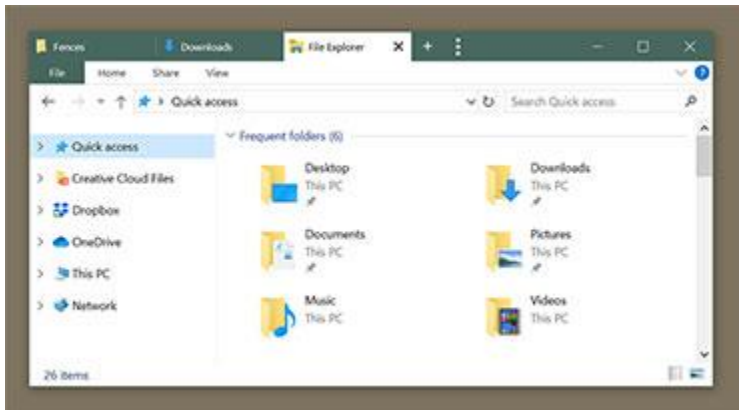 Fences
Downloads
File Explorer
File
Home
Share
View
Quick access
Search Quick access
Quick access
Creative Cloud Files
Dropbox
OneDrive
This PC
Network
Frequent folders (6)
Desktop
This PC
Downloads
This PC
Documents
This PC
Pictures
This PC
Music
This PC
Videos
This PC
26 items